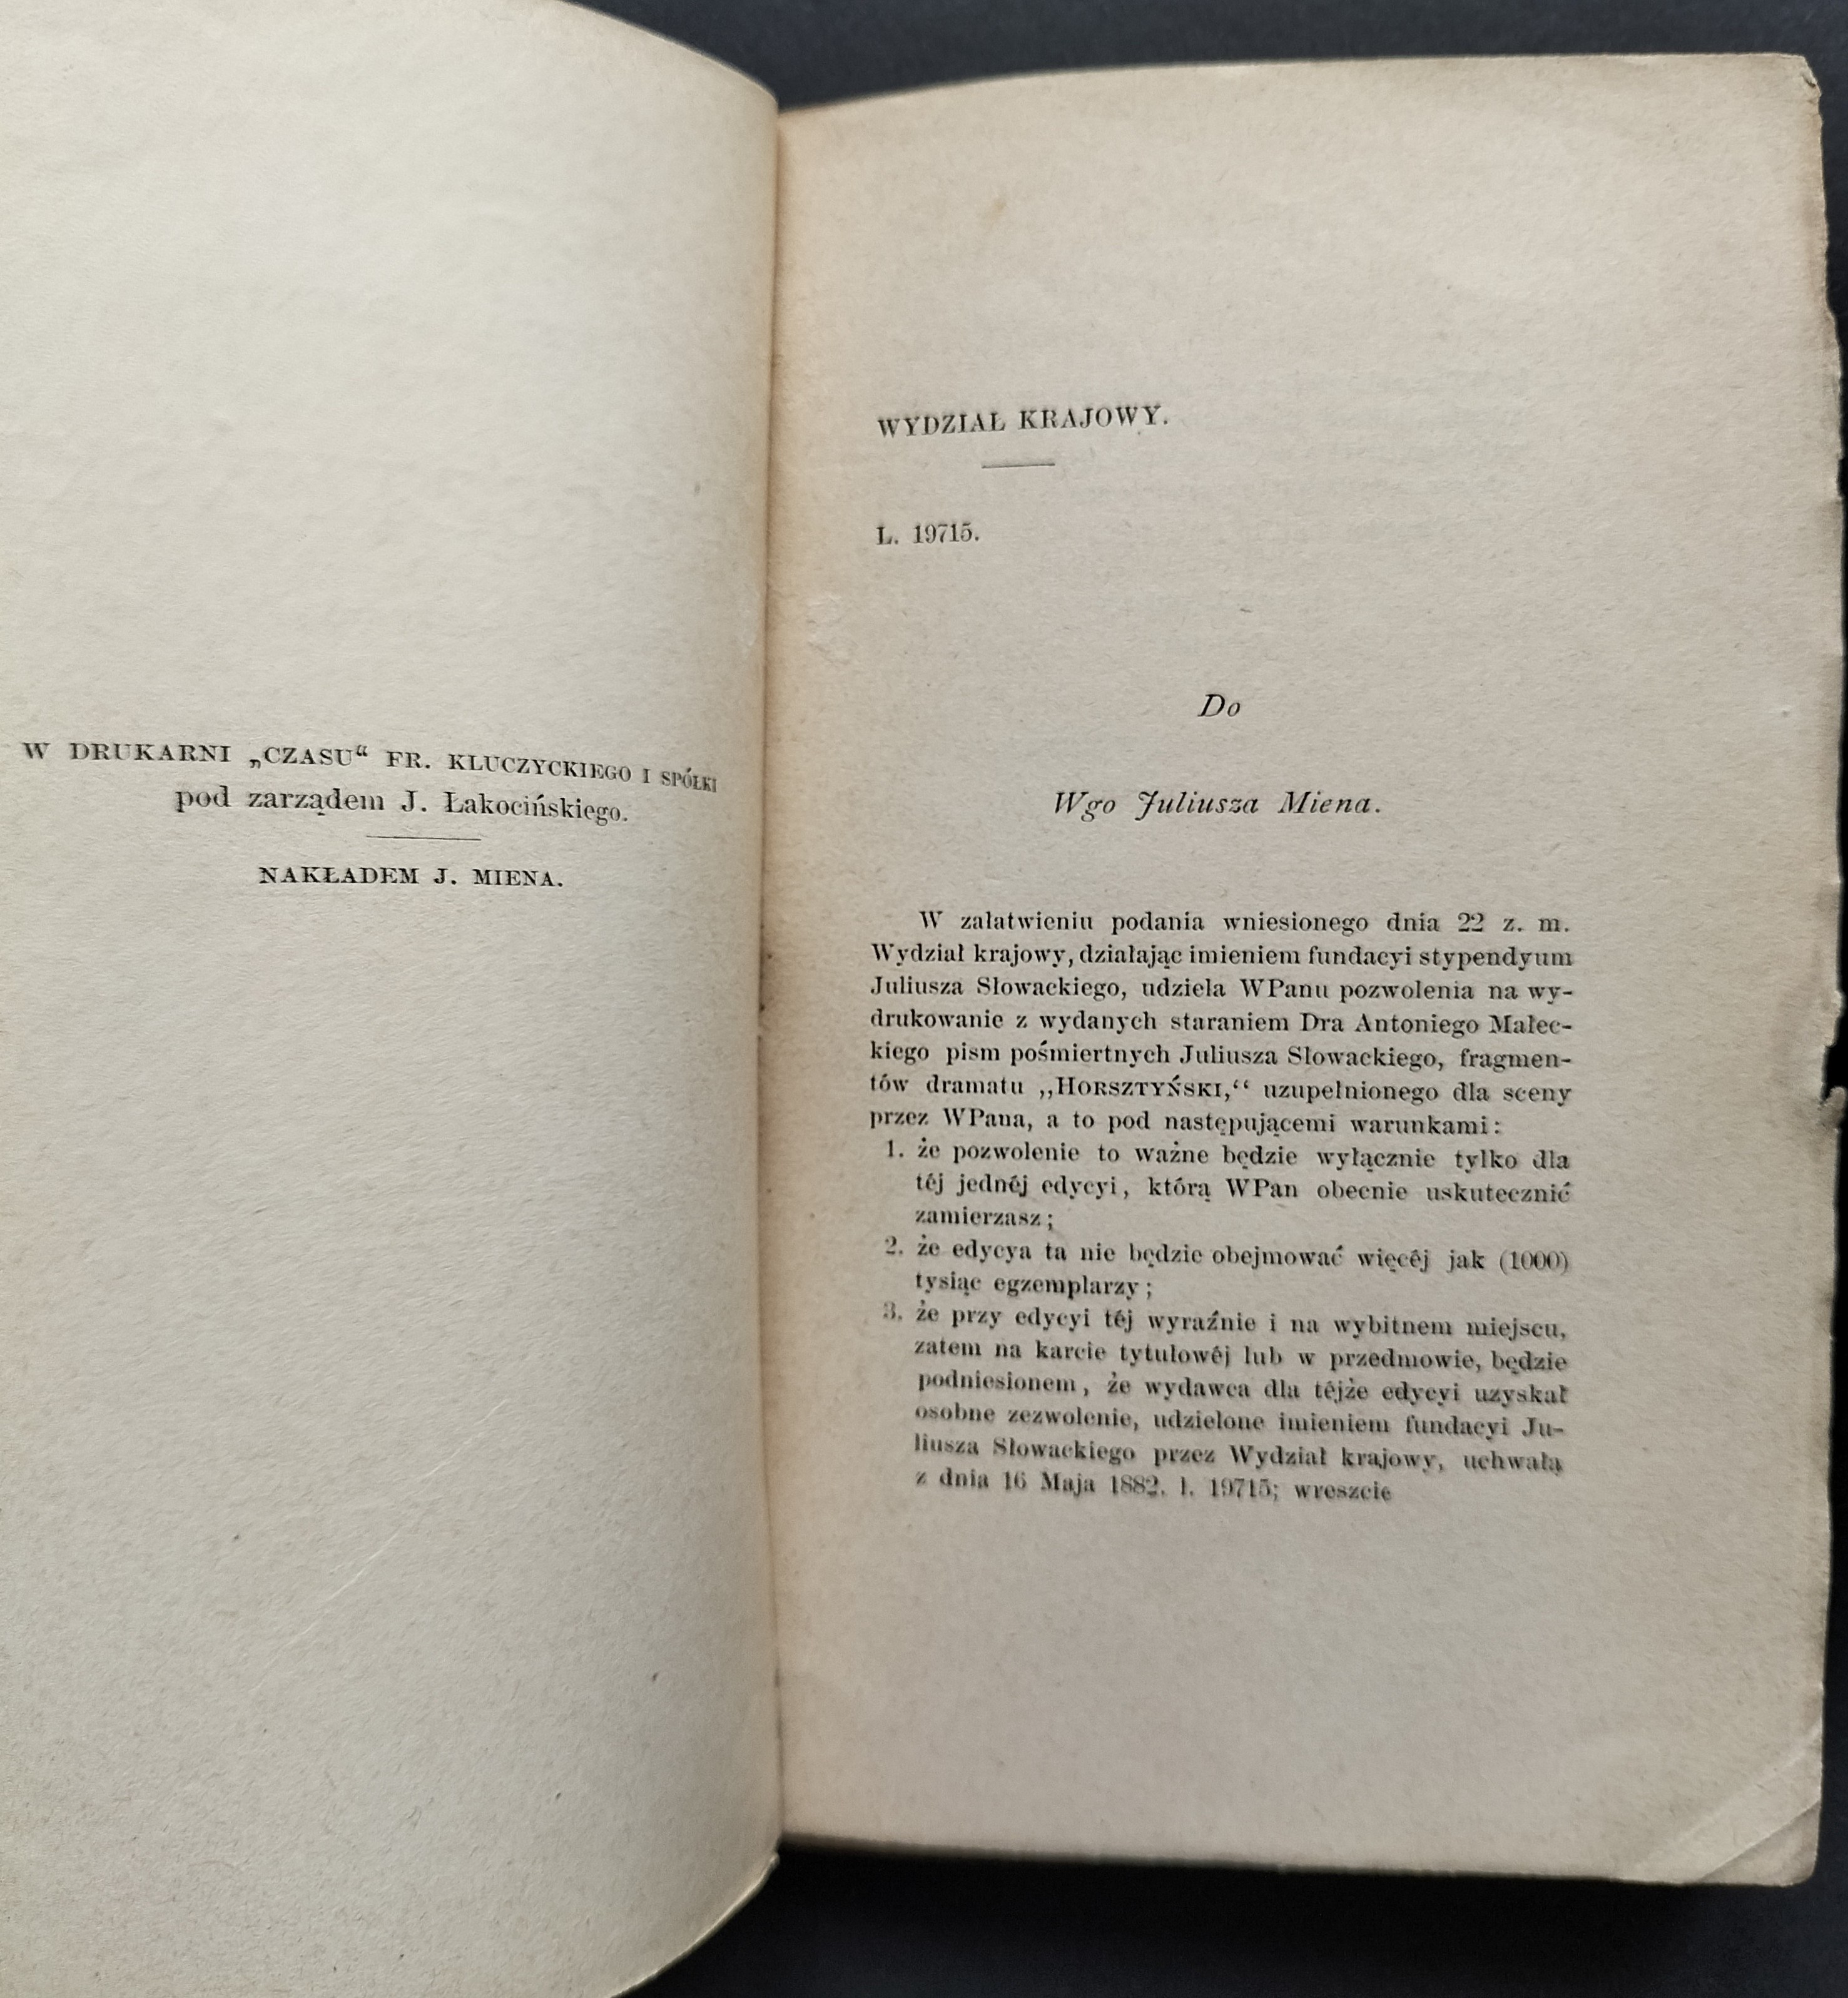 W DRUKARNI „CZASU“ FR. KLUCZYCKIEGO I SPÓŁKI
pod zarządem J. Łakocińskiego.
NAKŁADEM J. MIENA.
WYDZIAŁ KRAJOWY.
L. 19715.
Do
Wgo Juliusza Miena.
W załatwieniu podania wniesionego dnia 22 z. m.
Wydział krajowy, działając imieniem fundacyi stypendyum
Juliusza Słowackiego, udziela WPanu pozwolenia na wy-
drukowanie z wydanych staraniem Dra Antoniego Małec-
kiego pism pośmiertnych Juliusza Słowackiego, fragmen-
tów dramatu „HORSZTYŃSKI,“ uzupełnionego dla sceny
przez WPana, a to pod następującemi warunkami:
1. że pozwolenie to ważne będzie wyłącznie tylko dla
téj jednéj edycyi, którą WPan obecnie uskutecznić
zamierzasz;
2. że edycya ta nie będzie obejmować więcéj jak (1000)
tysiąc egzemplarzy;
3. że przy edycyi téj wyraźnie i na wybitnem miejscu,
zatem na karcie tytułowéj lub w przedmowie, będzie
podniesionem, że wydawca dla téjże edycyi uzyskał
osobne zezwolenie, udzielone imieniem fundacyi Ju-
liusza Słowackiego przez Wydział krajowy, uchwałą
z dnia 16 Maja 1882. l. 19715; wreszcie